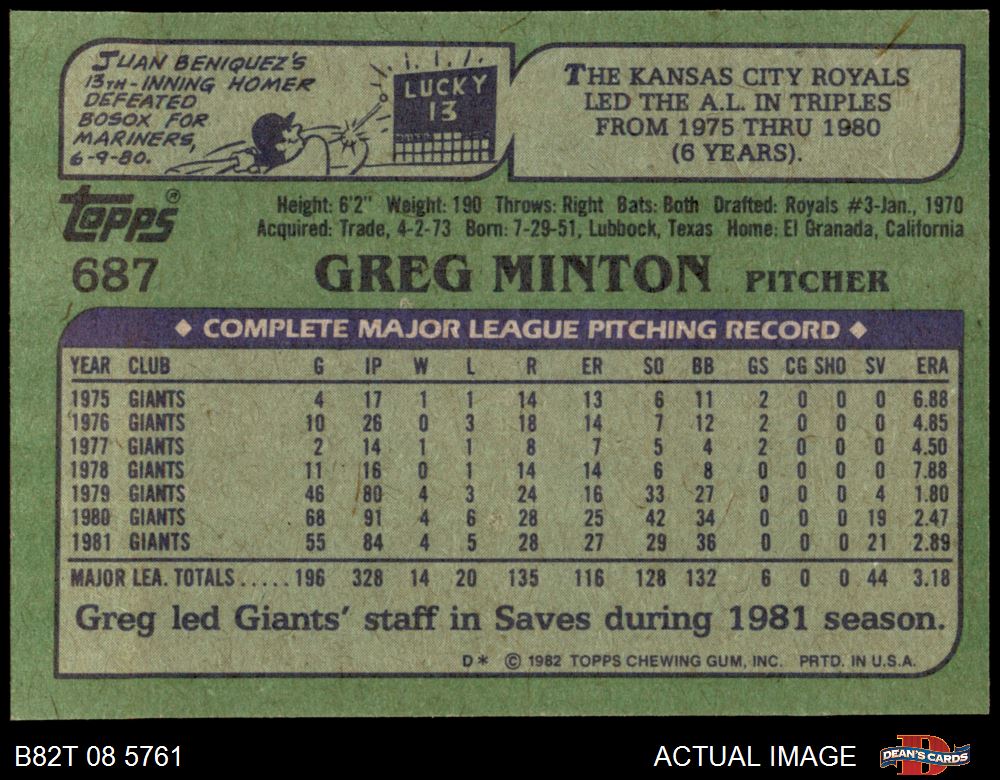 JUAN BENIQUEZ'S
13TH-INNING HOMER
DEFEATED
BOSOX FOR
MARINERS,
6-9-80.
LUCKY
13
THE KANSAS CITY ROYALS
LED THE A.L. IN TRIPLES
FROM 1975 THRU 1980
(6 YEARS).
Topps®
Height: 6'2" Weight: 190 Throws: Right Bats: Both Drafted: Royals #3-Jan., 1970
Acquired: Trade, 4-2-73 Born: 7-29-51, Lubbock, Texas Home: El Granada, California
687 GREG MINTON PITCHER
◆ COMPLETE MAJOR LEAGUE PITCHING RECORD ◆
YEAR CLUB G IP W L R ER SO BB GS CG SHO SV ERA
1975 GIANTS 4 17 1 1 14 13 6 11 2 0 0 0 6.88
1976 GIANTS 10 26 0 3 18 14 7 12 2 0 0 0 4.85
1977 GIANTS 2 14 1 1 8 7 5 4 2 0 0 0 4.50
1978 GIANTS 11 16 0 1 14 14 6 8 0 0 0 0 7.88
1979 GIANTS 46 80 4 3 24 16 33 27 0 0 0 4 1.80
1980 GIANTS 68 91 4 6 28 25 42 34 0 0 0 19 2.47
1981 GIANTS 55 84 4 5 28 27 29 36 0 0 0 21 2.89
MAJOR LEA. TOTALS.....196 328 14 20 135 116 128 132 6 0 0 44 3.18
Greg led Giants' staff in Saves during 1981 season.
D* © 1982 TOPPS CHEWING GUM, INC. PRTD. IN U.S.A.
B82T 08 5761 ACTUAL IMAGE DEAN'S CARDS